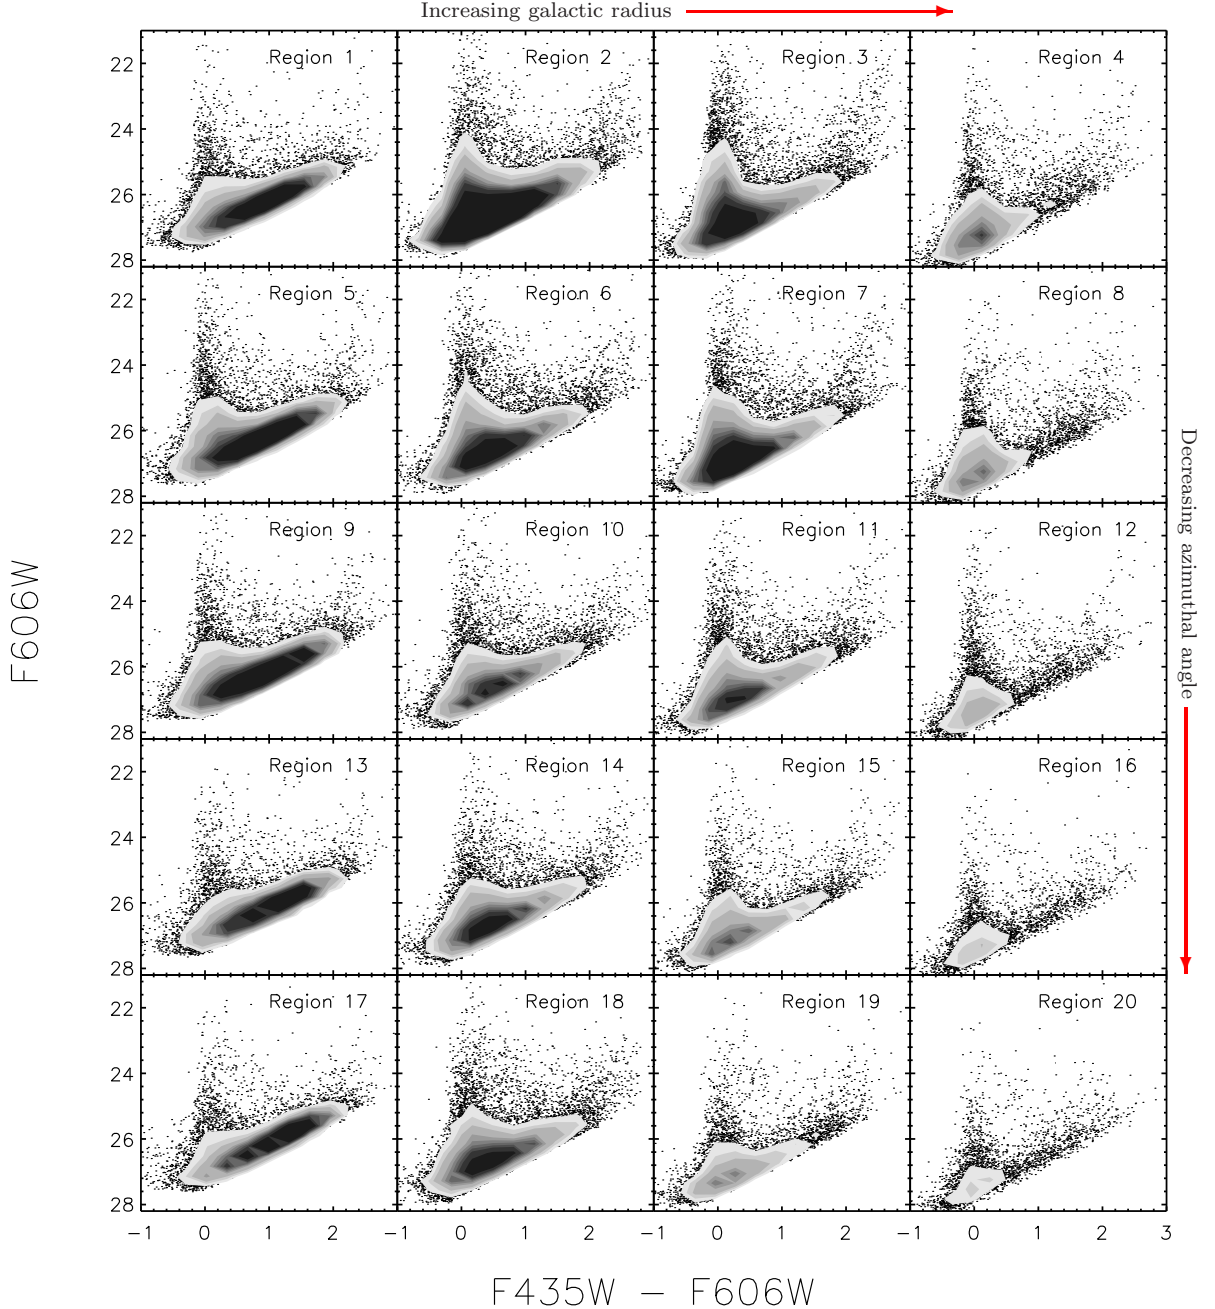 Increasing galactic radius
Region 1 Region 2 Region 3 Region 4
22
24
26
28
Region 5 Region 6 Region 7 Region 8
22
24
26
28
Region 9 Region 10 Region 11 Region 12
22
24
26
28
Region 13 Region 14 Region 15 Region 16
22
24
26
28
Region 17 Region 18 Region 19 Region 20
22
24
26
28
−1 0 1 2 −1 0 1 2 −1 0 1 2 −1 0 1 2 3
F435W − F606W
F606W
Decreasing azimuthal angle